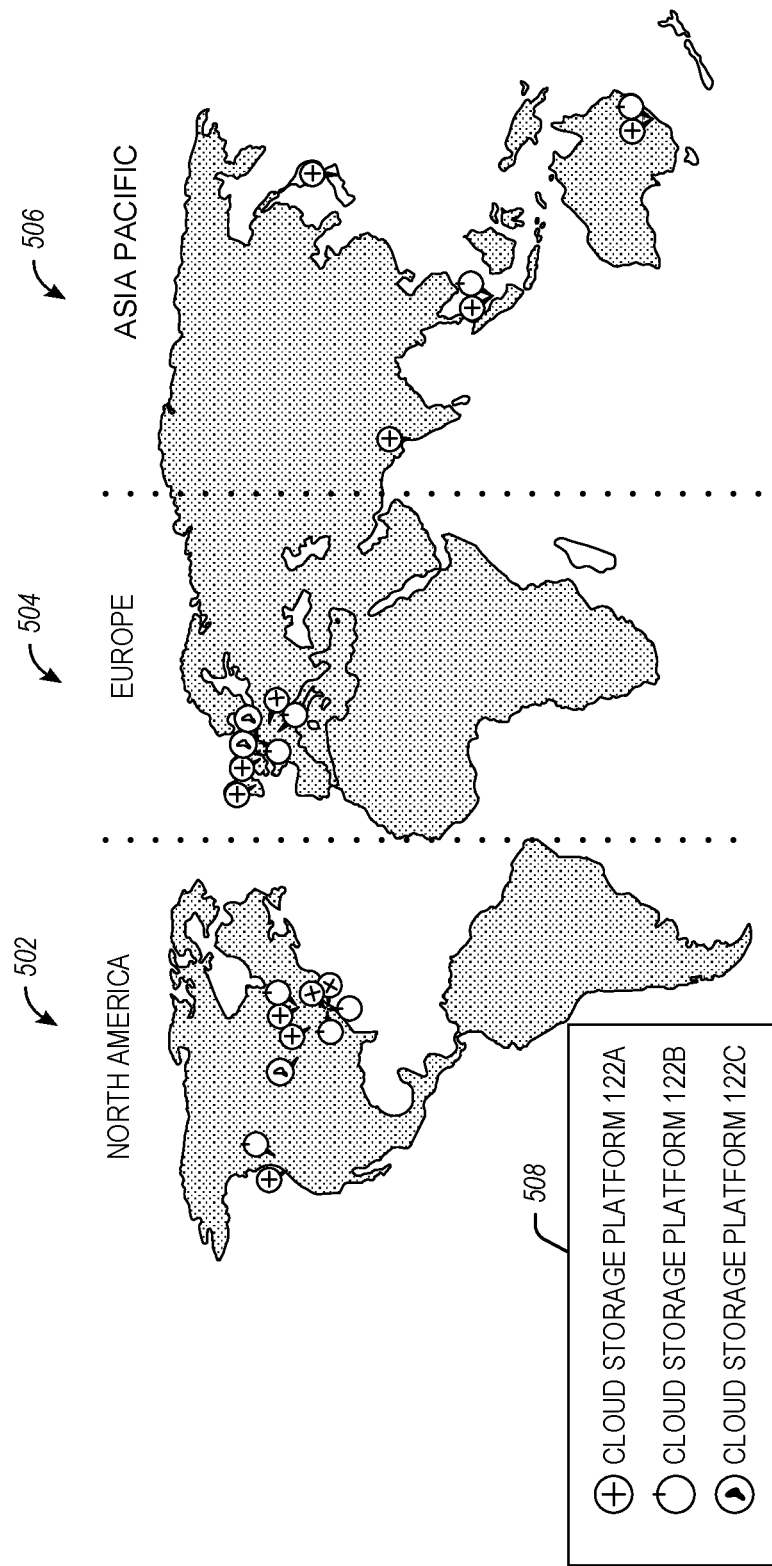 502
504
506
NORTH AMERICA
EUROPE
ASIA PACIFIC
508
CLOUD STORAGE PLATFORM 122A
CLOUD STORAGE PLATFORM 122B
CLOUD STORAGE PLATFORM 122C